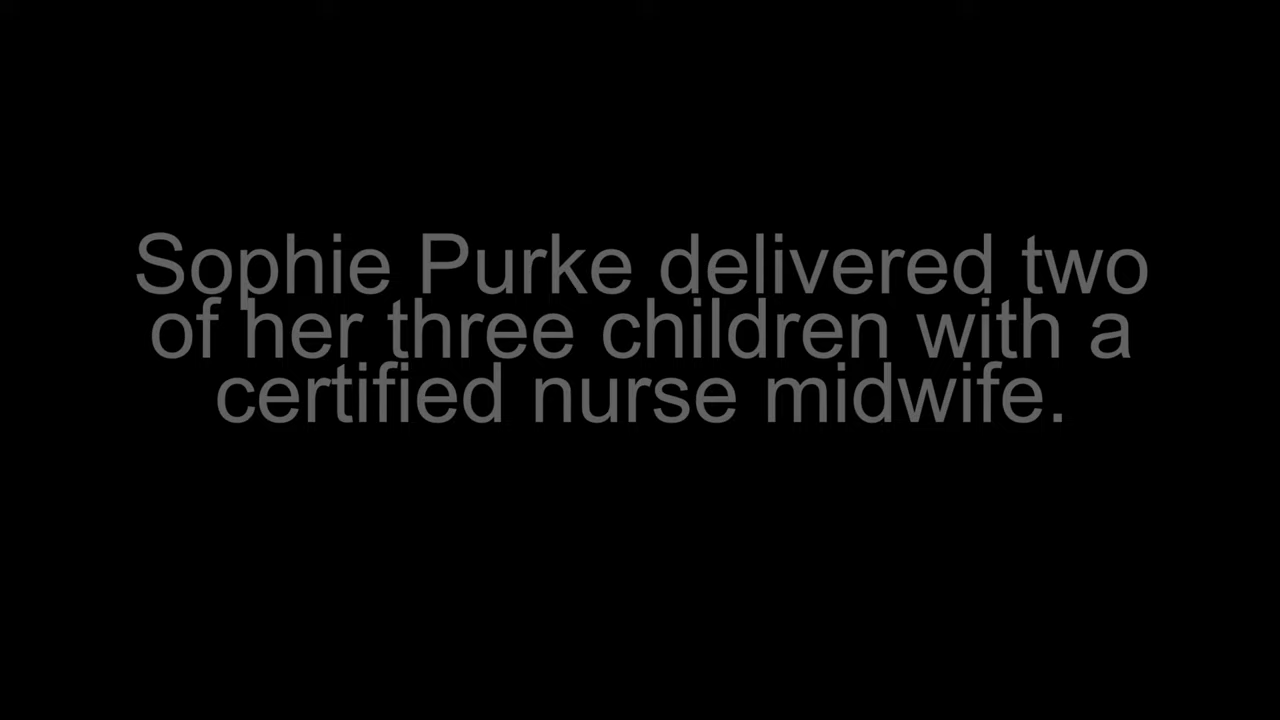 Sophie Purke delivered two
of her three children with a
certified nurse midwife.